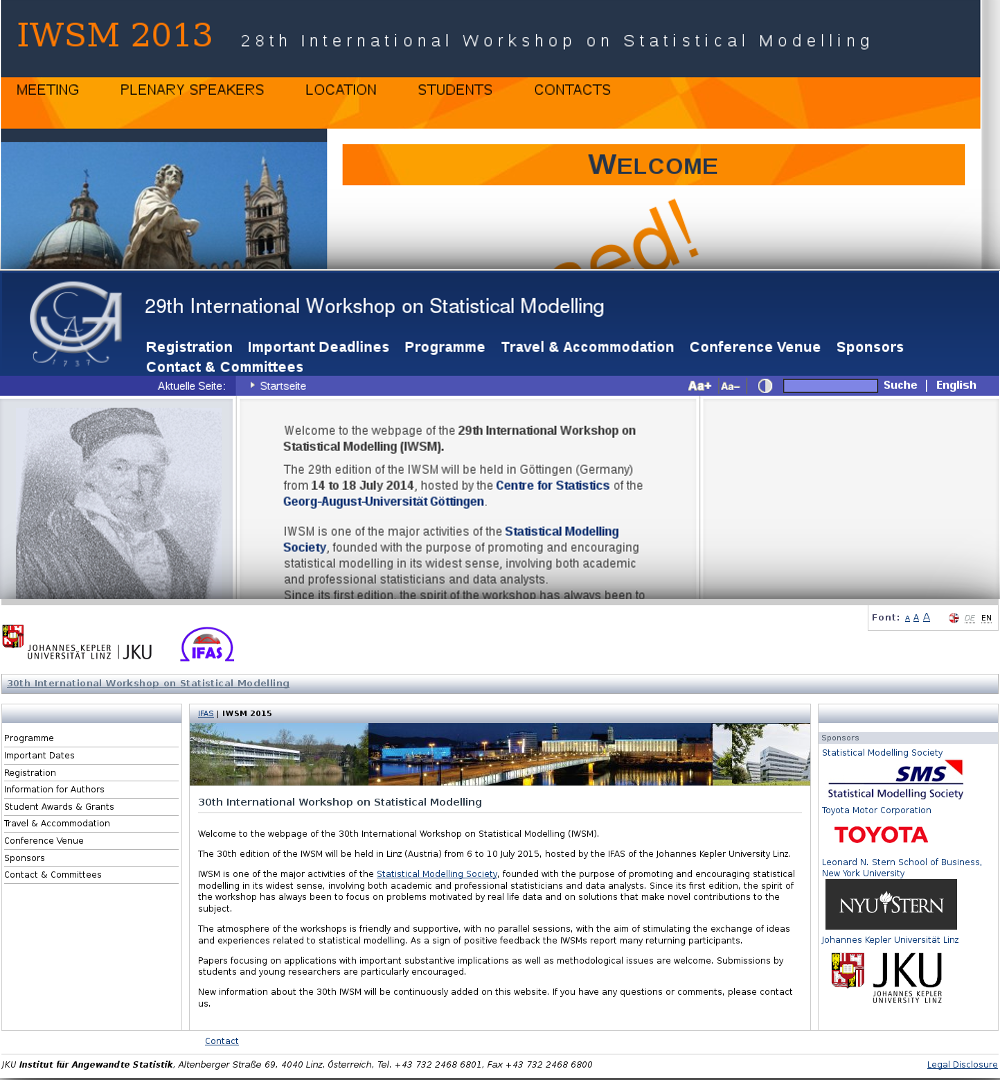 IWSM 2013 28th International Workshop on Statistical Modelling
MEETING PLENARY SPEAKERS LOCATION STUDENTS CONTACTS
WELCOME
29th International Workshop on Statistical Modelling
Registration Important Deadlines Programme Travel & Accommodation Conference Venue Sponsors
Contact & Committees
Aktuelle Seite: Startseite Aa+ Aa– Suche | English
Welcome to the webpage of the 29th International Workshop on
Statistical Modelling (IWSM).
The 29th edition of the IWSM will be held in Göttingen (Germany)
from 14 to 18 July 2014, hosted by the Centre for Statistics of the
Georg-August-Universität Göttingen.
IWSM is one of the major activities of the Statistical Modelling
Society, founded with the purpose of promoting and encouraging
statistical modelling in its widest sense, involving both academic
and professional statisticians and data analysts.
Since its first edition, the spirit of the workshop has always been to
Font: A A A DE EN
JOHANNES KEPLER
UNIVERSITÄT LINZ | JKU
IFAS
30th International Workshop on Statistical Modelling
Programme
Important Dates
Registration
Information for Authors
Student Awards & Grants
Travel & Accommodation
Conference Venue
Sponsors
Contact & Committees
IFAS | IWSM 2015
30th International Workshop on Statistical Modelling
Welcome to the webpage of the 30th International Workshop on Statistical Modelling (IWSM).
The 30th edition of the IWSM will be held in Linz (Austria) from 6 to 10 July 2015, hosted by the IFAS of the Johannes Kepler University Linz.
IWSM is one of the major activities of the Statistical Modelling Society, founded with the purpose of promoting and encouraging statistical
modelling in its widest sense, involving both academic and professional statisticians and data analysts. Since its first edition, the spirit of
the workshop has always been to focus on problems motivated by real life data and on solutions that make novel contributions to the
subject.
The atmosphere of the workshops is friendly and supportive, with no parallel sessions, with the aim of stimulating the exchange of ideas
and experiences related to statistical modelling. As a sign of positive feedback the IWSMs report many returning participants.
Papers focusing on applications with important substantive implications as well as methodological issues are welcome. Submissions by
students and young researchers are particularly encouraged.
New information about the 30th IWSM will be continuously added on this website. If you have any questions or comments, please contact
us.
Sponsors
Statistical Modelling Society
SMS
Statistical Modelling Society
Toyota Motor Corporation
TOYOTA
Leonard N. Stern School of Business,
New York University
NYU STERN
Johannes Kepler Universität Linz
JKU
JOHANNES KEPLER
UNIVERSITY LINZ
Contact
JKU Institut für Angewandte Statistik, Altenberger Straße 69, 4040 Linz, Österreich, Tel. +43 732 2468 6801, Fax +43 732 2468 6800 Legal Disclosure